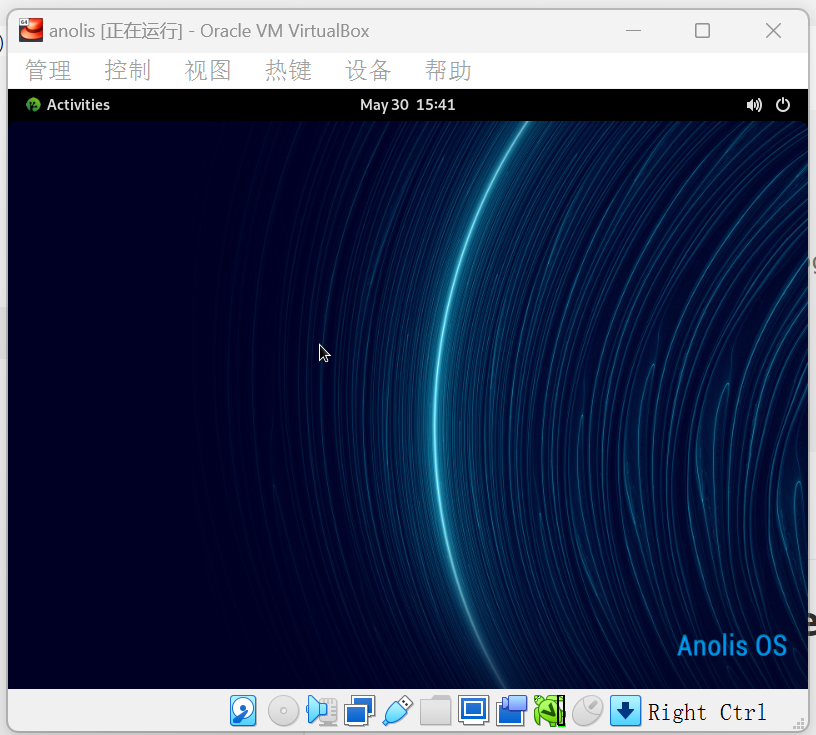 anolis [正在运行] - Oracle VM VirtualBox
管理 控制 视图 热键 设备 帮助
Activities May 30 15:41
Anolis OS
Right Ctrl